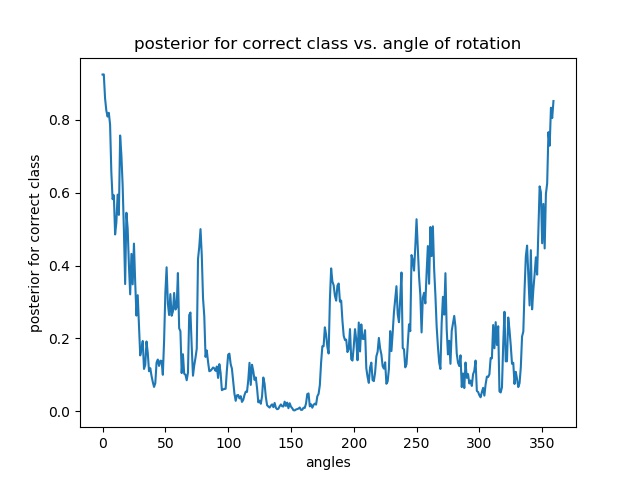 posterior for correct class vs. angle of rotation
posterior for correct class
0.8
0.6
0.4
0.2
0.0
0 50 100 150 200 250 300 350
angles